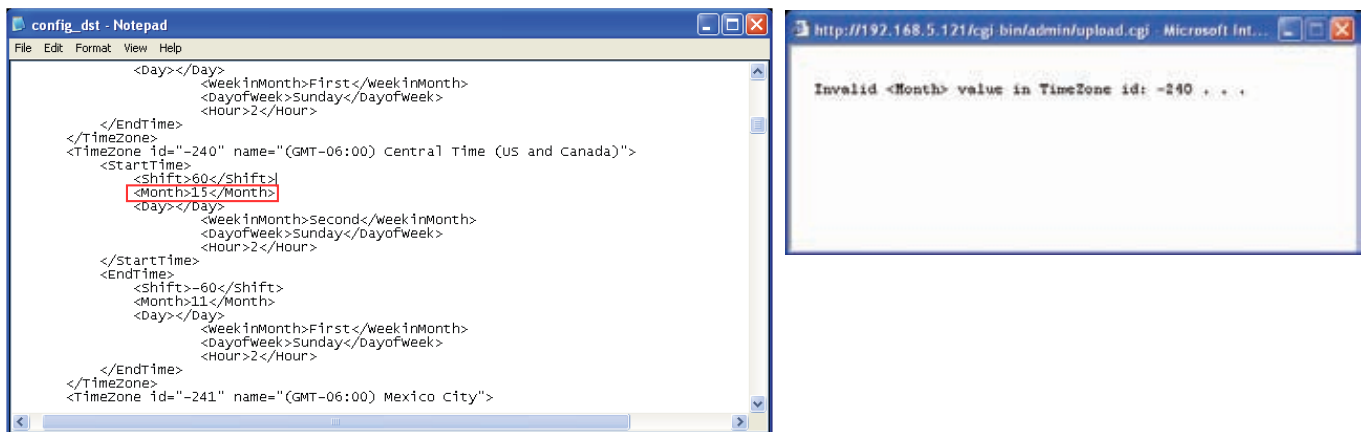 config_dst - Notepad
File Edit Format View Help
<Day></Day>
<WeekinMonth>First</WeekinMonth>
<DayofWeek>Sunday</DayofWeek>
<Hour>2</Hour>
</EndTime>
</TimeZone>
<TimeZone id="-240" name="(GMT-06:00) Central Time (US and Canada)">
<StartTime>
<Shift>60</Shift>
<Month>15</Month>
<Day></Day>
<WeekinMonth>Second</WeekinMonth>
<DayofWeek>Sunday</DayofWeek>
<Hour>2</Hour>
</StartTime>
<EndTime>
<Shift>-60</Shift>
<Month>11</Month>
<Day></Day>
<WeekinMonth>First</WeekinMonth>
<DayofWeek>Sunday</DayofWeek>
<Hour>2</Hour>
</EndTime>
</TimeZone>
<TimeZone id="-241" name="(GMT-06:00) Mexico City">
http://192.168.5.121/cgi-bin/admin/upload.cgi - Microsoft Int...
Invalid <Month> value in TimeZone id: -240 . . .